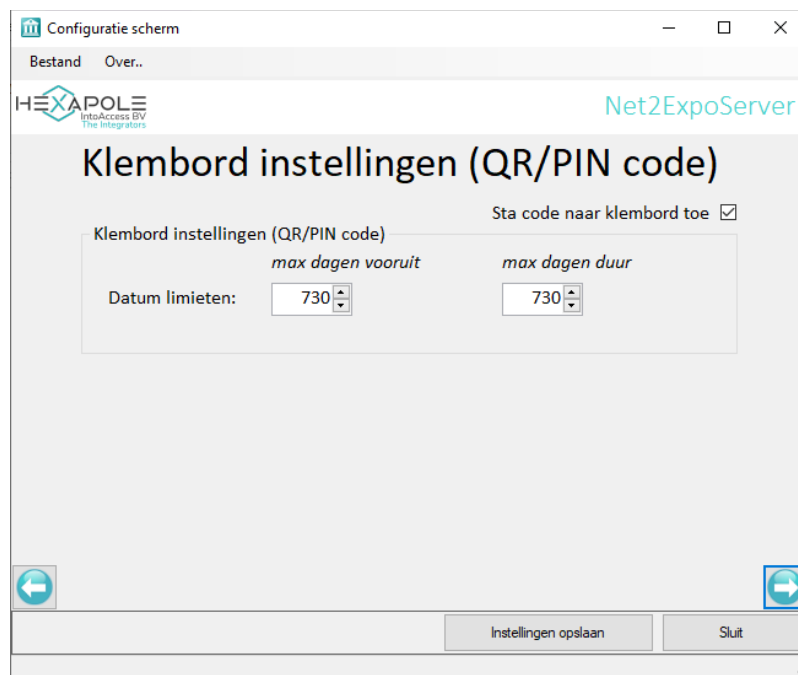 Configuratie scherm
Bestand Over..
HEXAPOLE
IntoAccess BV
The Integrators
Net2ExpoServer
Klembord instellingen (QR/PIN code)
Sta code naar klembord toe
Klembord instellingen (QR/PIN code)
max dagen vooruit max dagen duur
Datum limieten: 730 730
Instellingen opslaan Sluit